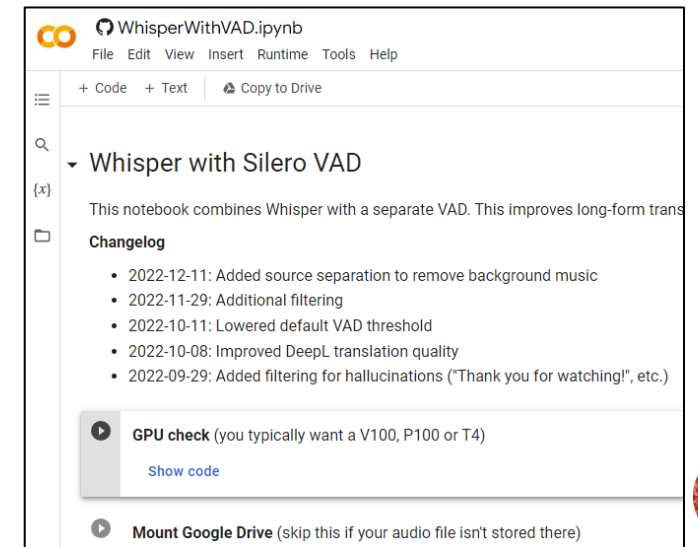 WhisperWithVAD.ipynb
File Edit View Insert Runtime Tools Help
+ Code + Text Copy to Drive
{x}
Whisper with Silero VAD
This notebook combines Whisper with a separate VAD. This improves long-form trans
Changelog
• 2022-12-11: Added source separation to remove background music
• 2022-11-29: Additional filtering
• 2022-10-11: Lowered default VAD threshold
• 2022-10-08: Improved DeepL translation quality
• 2022-09-29: Added filtering for hallucinations ("Thank you for watching!", etc.)
GPU check (you typically want a V100, P100 or T4)
Show code
Mount Google Drive (skip this if your audio file isn't stored there)